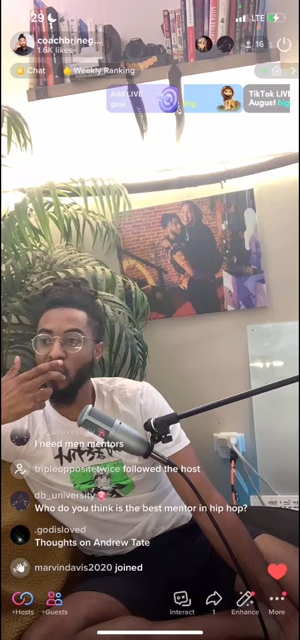 :29
LTE
coachbrineg...
1.6K likes
16
Chat
Weekly Ranking
Add LIVE
goal
TikTok LIVE
August hig
I need men mentors
tripleoppositetwice followed the host
db_university
Who do you think is the best mentor in hip hop?
.godisloved
Thoughts on Andrew Tate
marvindavis2020 joined
+Hosts
+Guests
Interact
1
Enhance
More